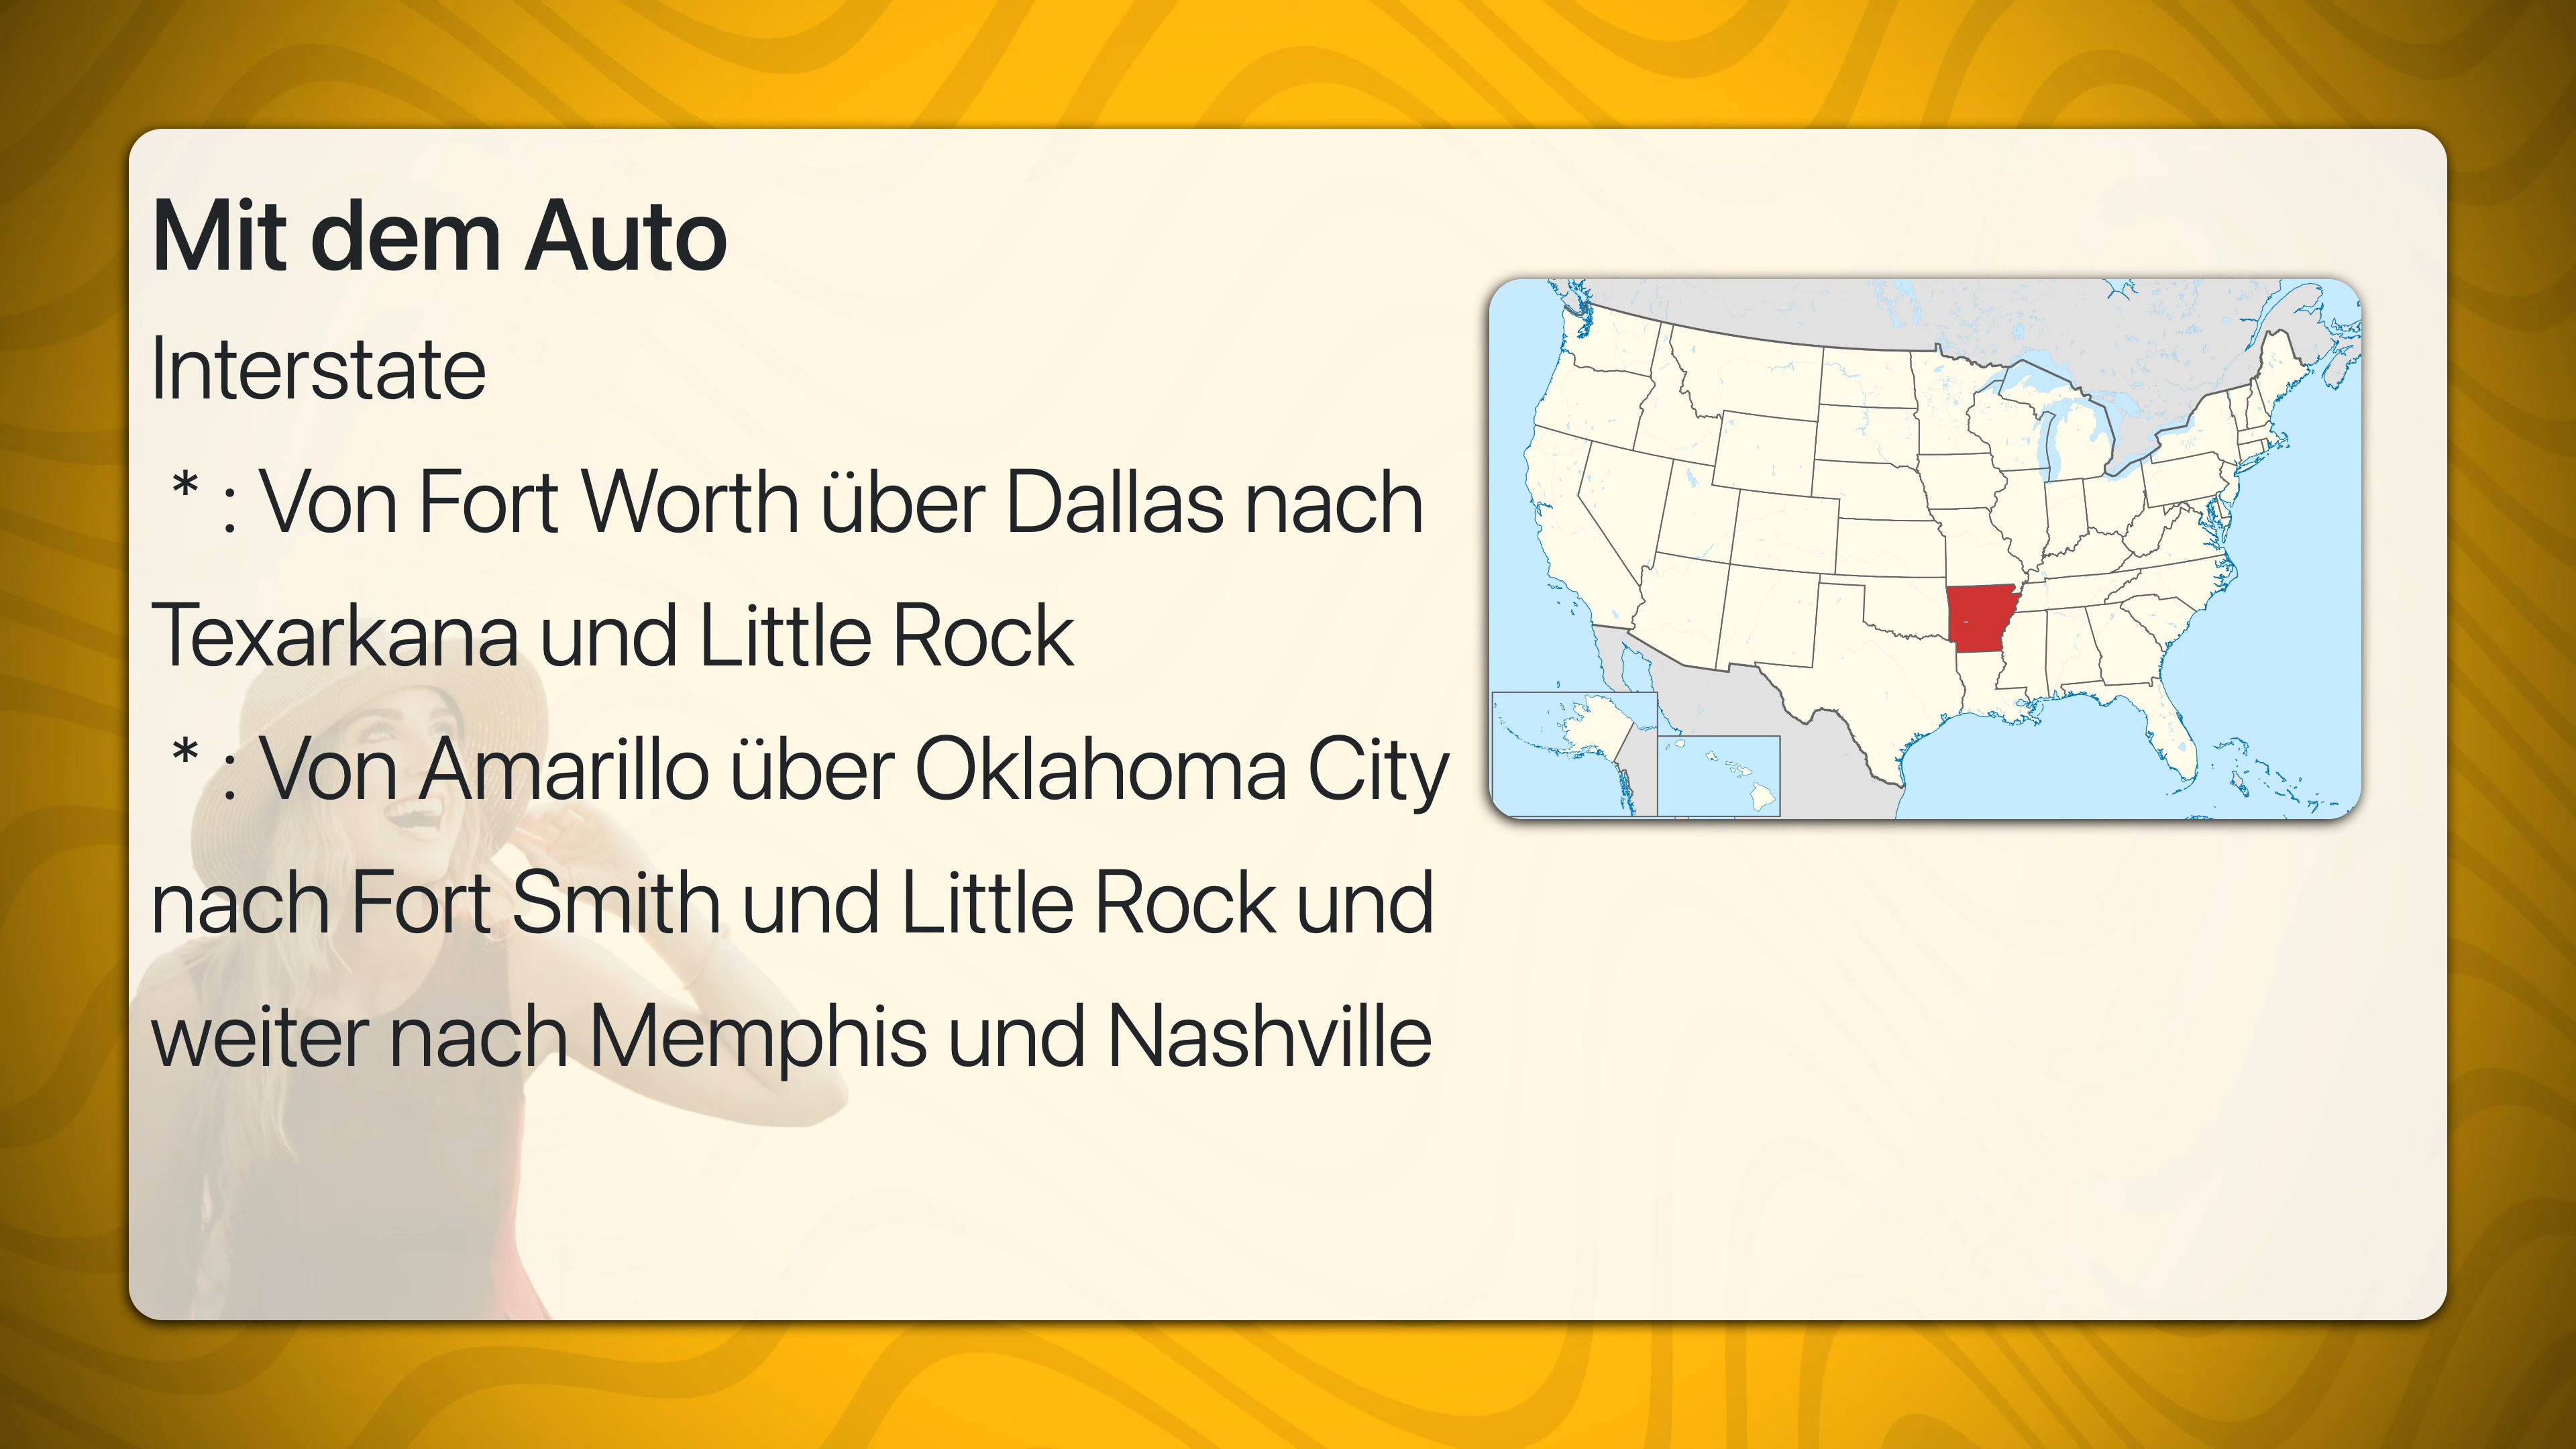 Mit dem Auto
Interstate
* : Von Fort Worth über Dallas nach
Texarkana und Little Rock
* : Von Amarillo über Oklahoma City
nach Fort Smith und Little Rock und
weiter nach Memphis und Nashville